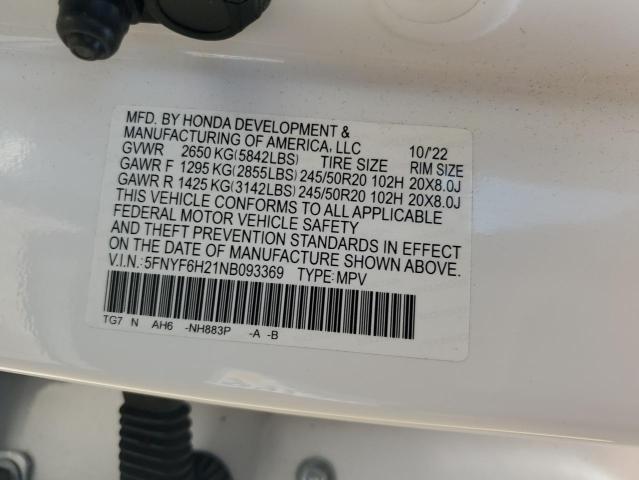 MFD. BY HONDA DEVELOPMENT &
MANUFACTURING OF AMERICA, LLC 10/'22
GVWR 2650 KG(5842LBS) TIRE SIZE RIM SIZE
GAWR F 1295 KG(2855LBS) 245/50R20 102H 20X8.0J
GAWR R 1425 KG(3142LBS) 245/50R20 102H 20X8.0J
THIS VEHICLE CONFORMS TO ALL APPLICABLE
FEDERAL MOTOR VEHICLE SAFETY
AND THEFT PREVENTION STANDARDS IN EFFECT
ON THE DATE OF MANUFACTURE SHOWN ABOVE.
V.I.N.:5FNYF6H21NB093369 TYPE:MPV
TG7 N AH6 -NH883P -A -B